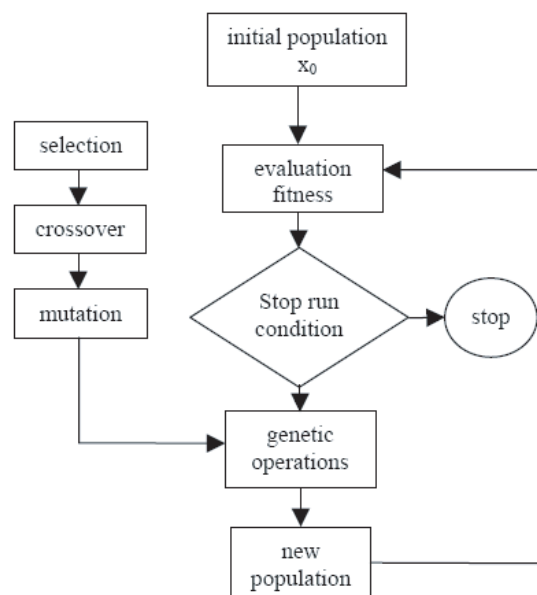 initial population
x₀
selection
evaluation
fitness
crossover
mutation
Stop run
condition
stop
genetic
operations
new
population